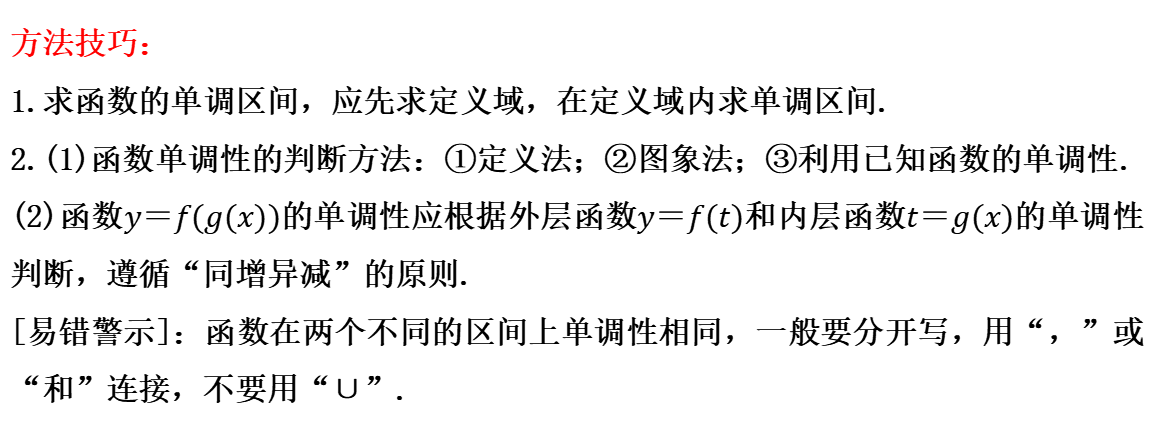 方法技巧：
1.求函数的单调区间，应先求定义域，在定义域内求单调区间.
2.(1)函数单调性的判断方法：①定义法；②图象法；③利用已知函数的单调性.
(2)函数y＝f(g(x))的单调性应根据外层函数y＝f(t)和内层函数t＝g(x)的单调性
判断，遵循“同增异减”的原则.
[易错警示]：函数在两个不同的区间上单调性相同，一般要分开写，用“，”或
“和”连接，不要用“∪”.